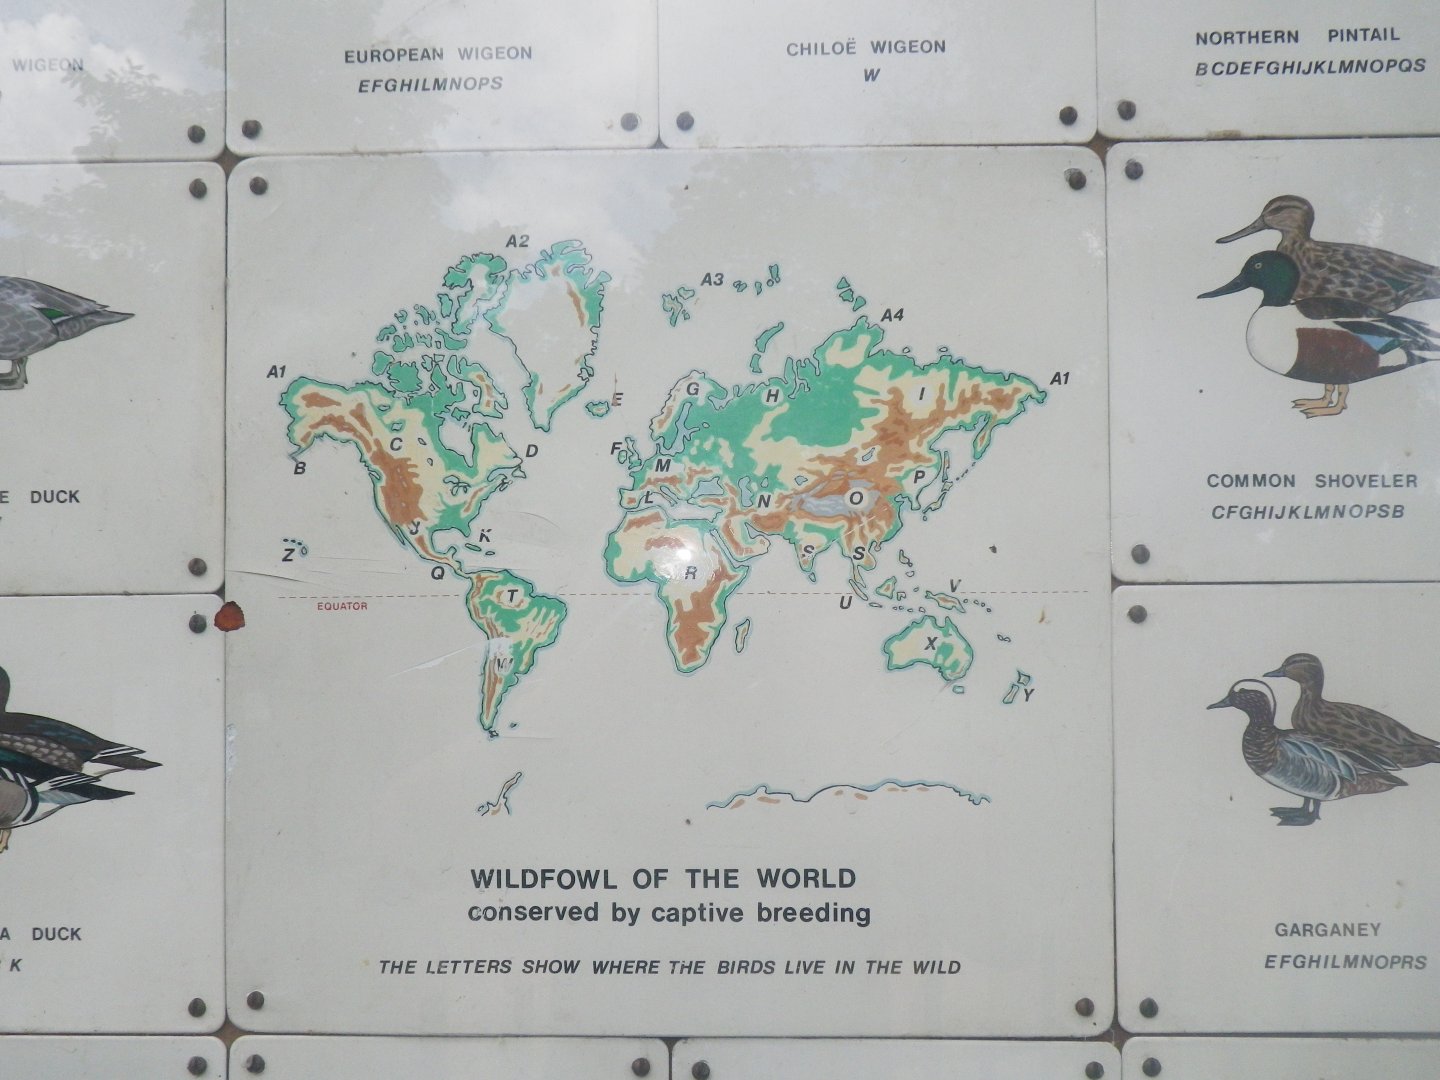 WIGEON
EUROPEAN WIGEON
EFGHILMNOPS
CHILOË WIGEON
W
NORTHERN PINTAIL
BCDEFGHIJKLMNOPQS
A2
A3
A4
A1
A1
B
C
D
E
F
G
H
I
M
L
N
O
P
J
K
Z
Q
S
S
R
T
U
V
EQUATOR
W
X
Y
E DUCK
COMMON SHOVELER
CFGHIJKLMNOPSB
WILDFOWL OF THE WORLD
conserved by captive breeding
THE LETTERS SHOW WHERE THE BIRDS LIVE IN THE WILD
A DUCK
K
GARGANEY
EFGHILMNOPRS